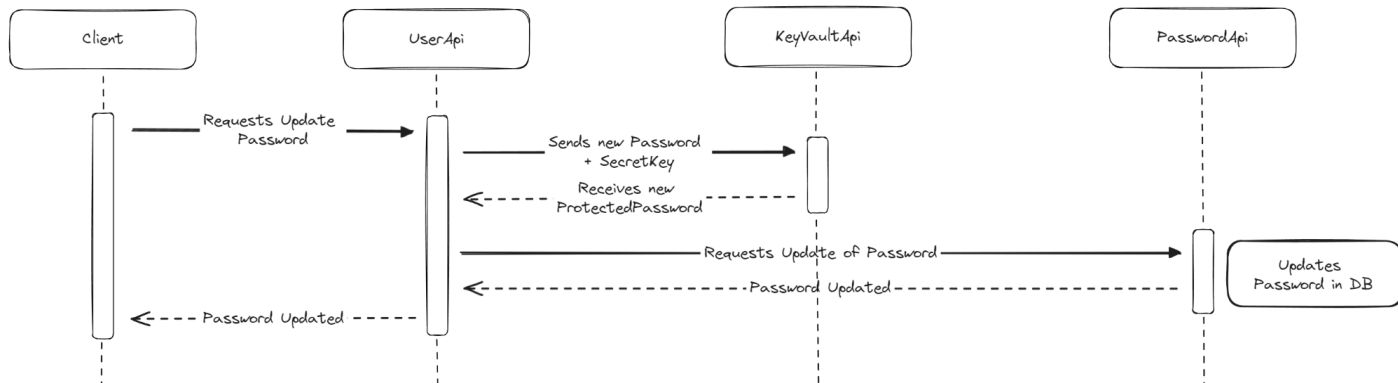 Client
UserApi
KeyVaultApi
PasswordApi
Requests Update
Password
Sends new Password
+ SecretKey
Receives new
ProtectedPassword
Requests Update of Password
Updates
Password in DB
Password Updated
Password Updated